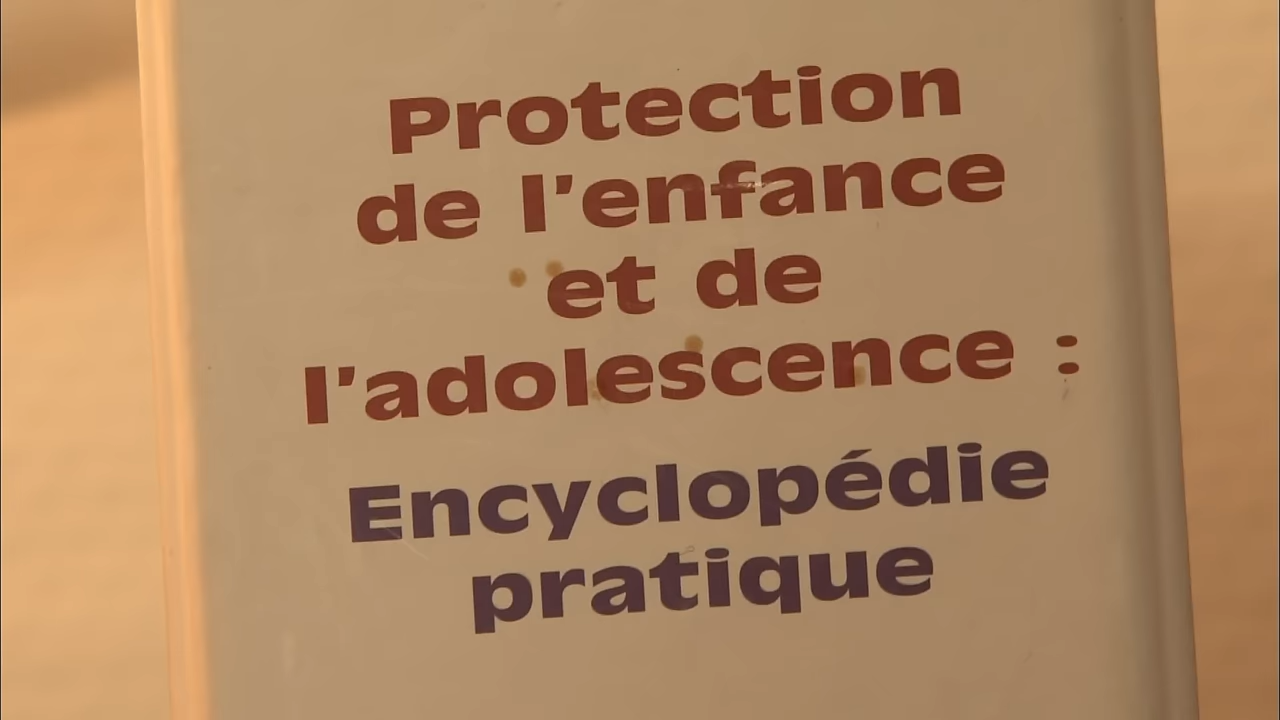 Protection
de l'enfance
et de
l'adolescence :
Encyclopédie
pratique